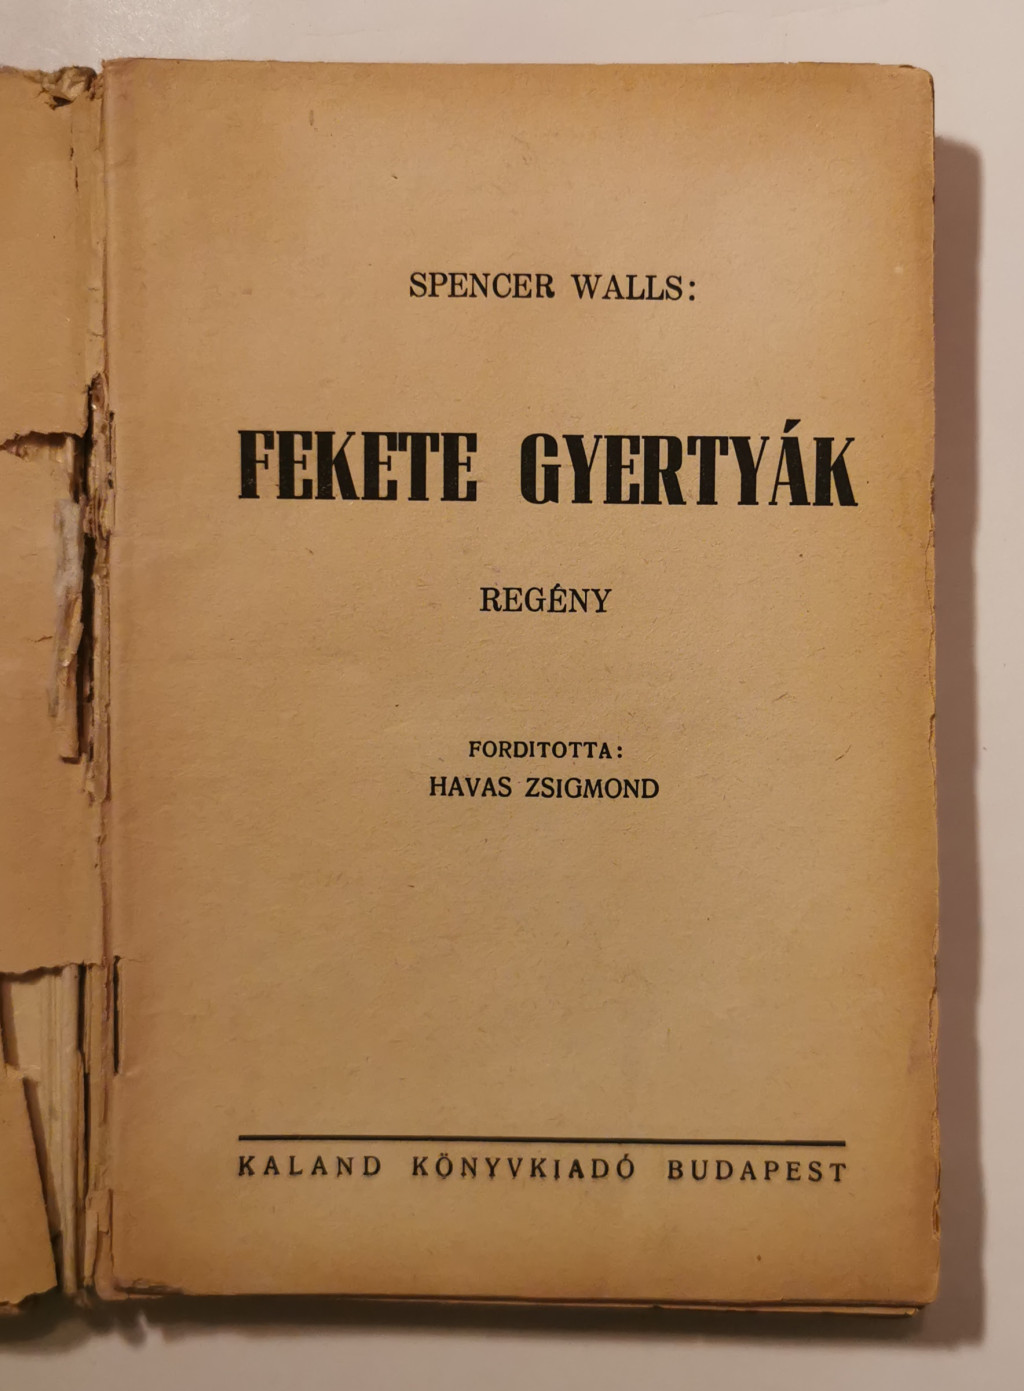 SPENCER WALLS:
FEKETE GYERTYÁK
REGÉNY
FORDITOTTA:
HAVAS ZSIGMOND
KALAND KÖNYVKIADÓ BUDAPEST